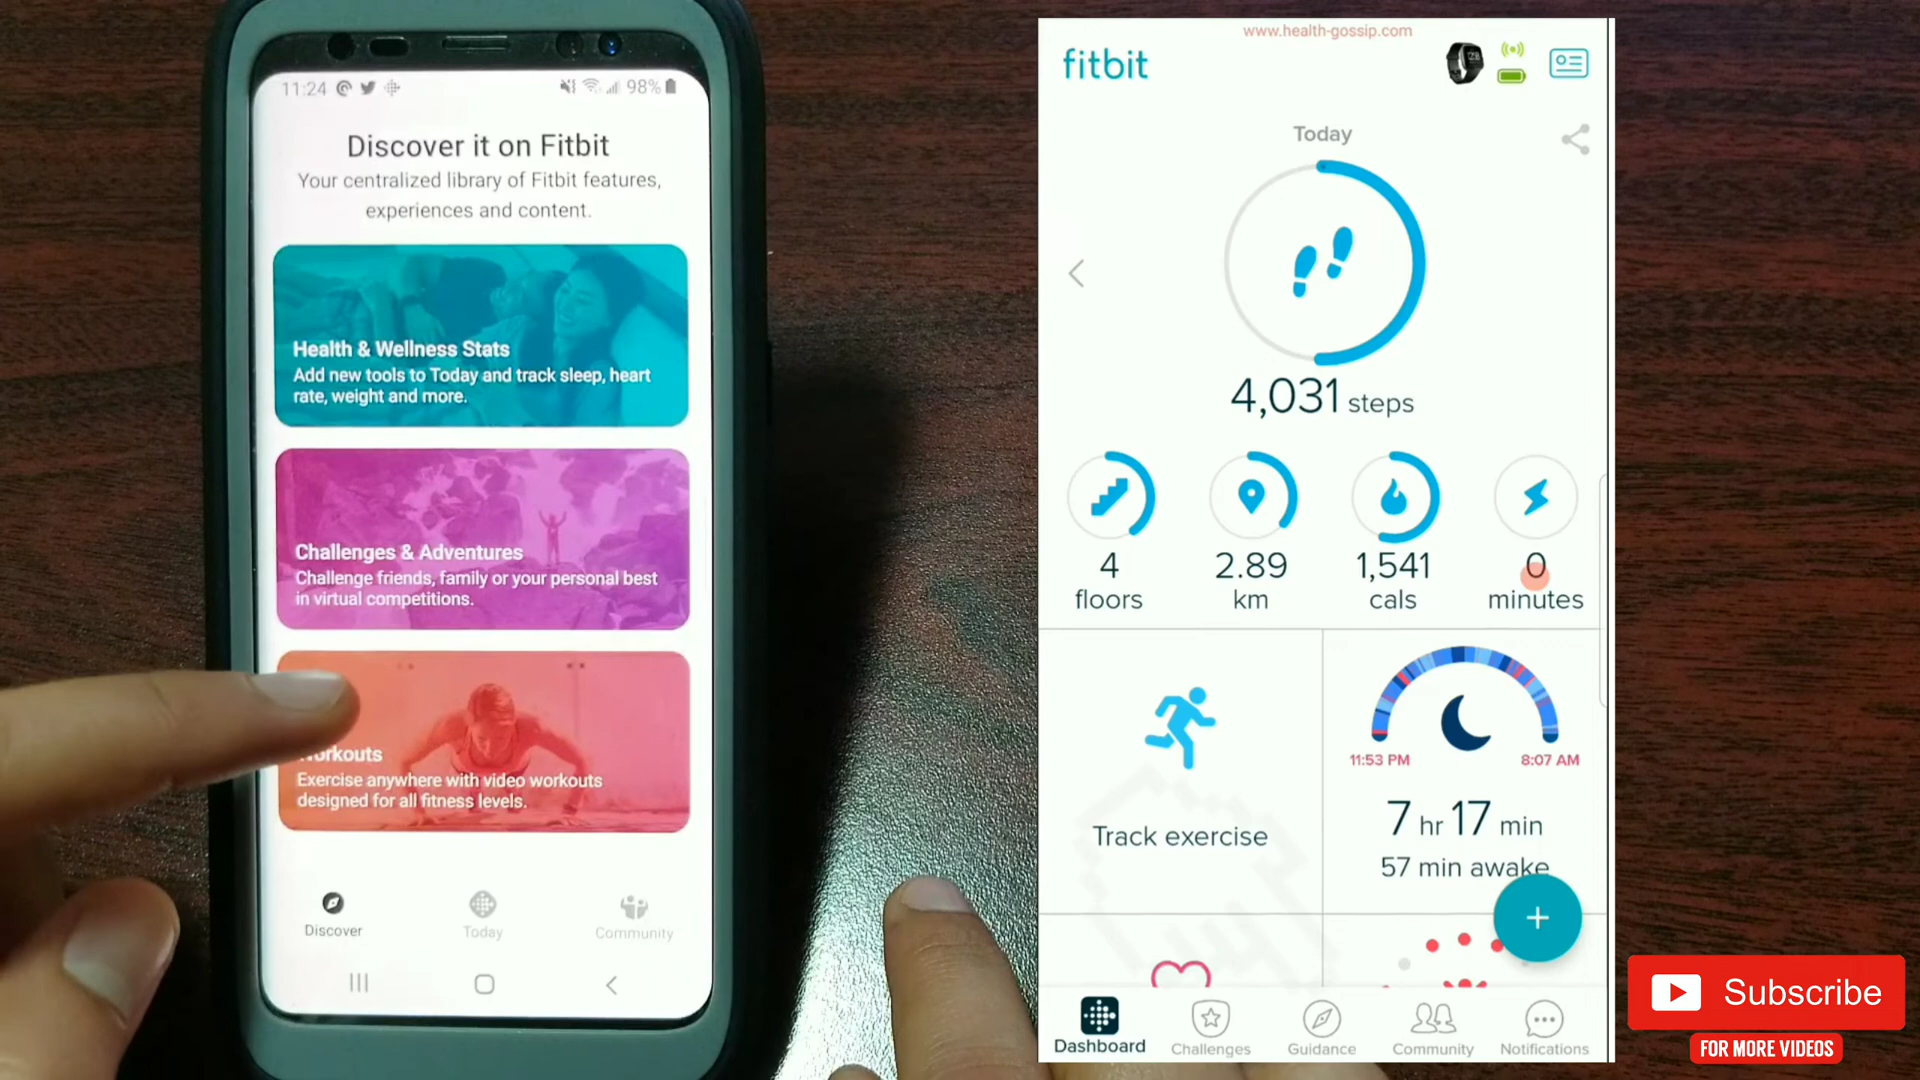 11:24
98%
Discover it on Fitbit
Your centralized library of Fitbit features,
experiences and content.
Health & Wellness Stats
Add new tools to Today and track sleep, heart
rate, weight and more.
Challenges & Adventures
Challenge friends, family or your personal best
in virtual competitions.
Exercise anywhere with video workouts
designed for all fitness levels.
Discover
Today
Community
www.health-gossip.com
fitbit
Today
4,031 steps
4
floors
2.89
km
1,541
cals
0
minutes
Track exercise
11:53 PM
8:07 AM
7 hr 17 min
57 min awake
Dashboard
Challenges
Guidance
Community
Notifications
Subscribe
FOR MORE VIDEOS